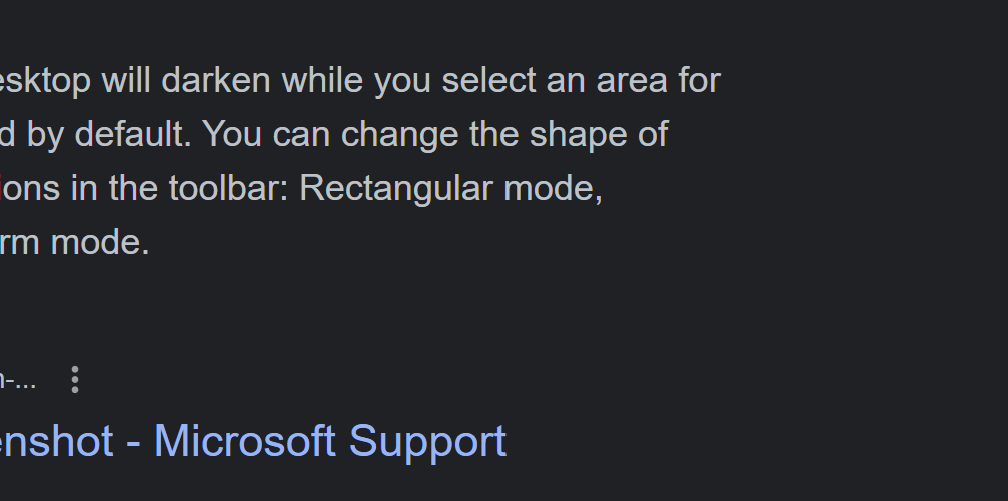 esktop will darken while you select an area for
d by default. You can change the shape of
ions in the toolbar: Rectangular mode,
rm mode.
-...
enshot - Microsoft Support